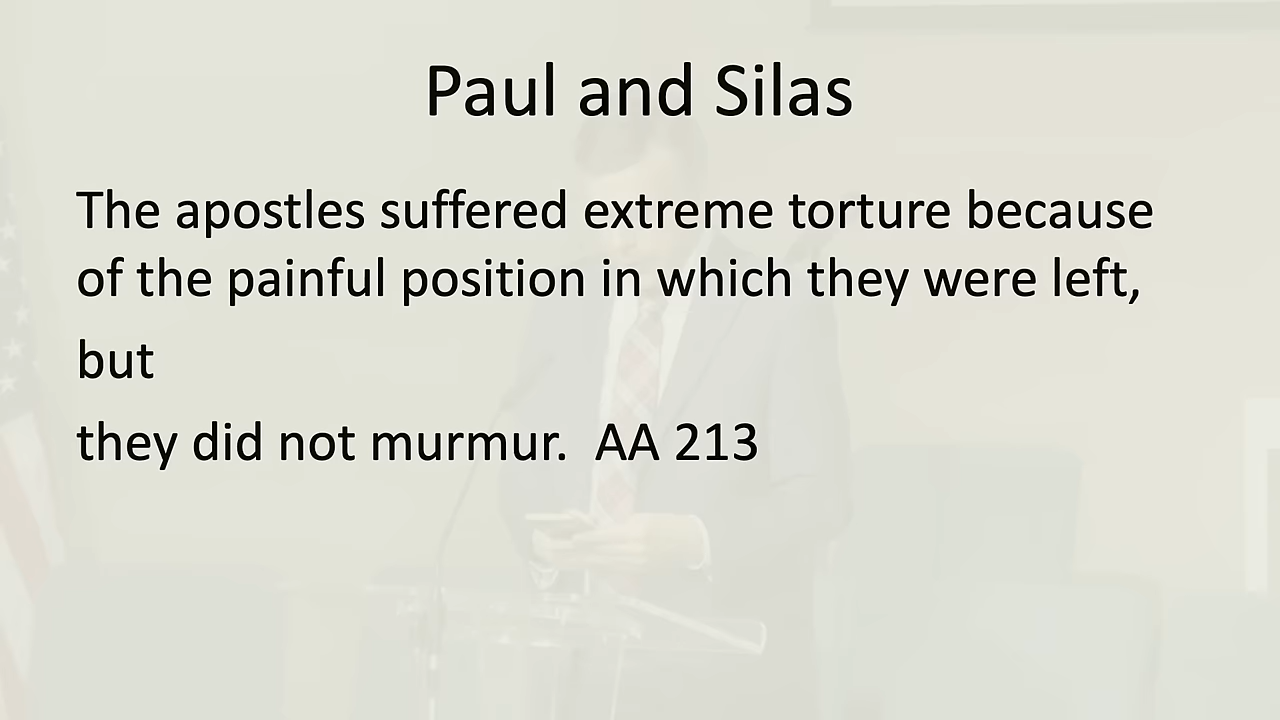 Paul and Silas
The apostles suffered extreme torture because
of the painful position in which they were left,
but
they did not murmur.  AA 213